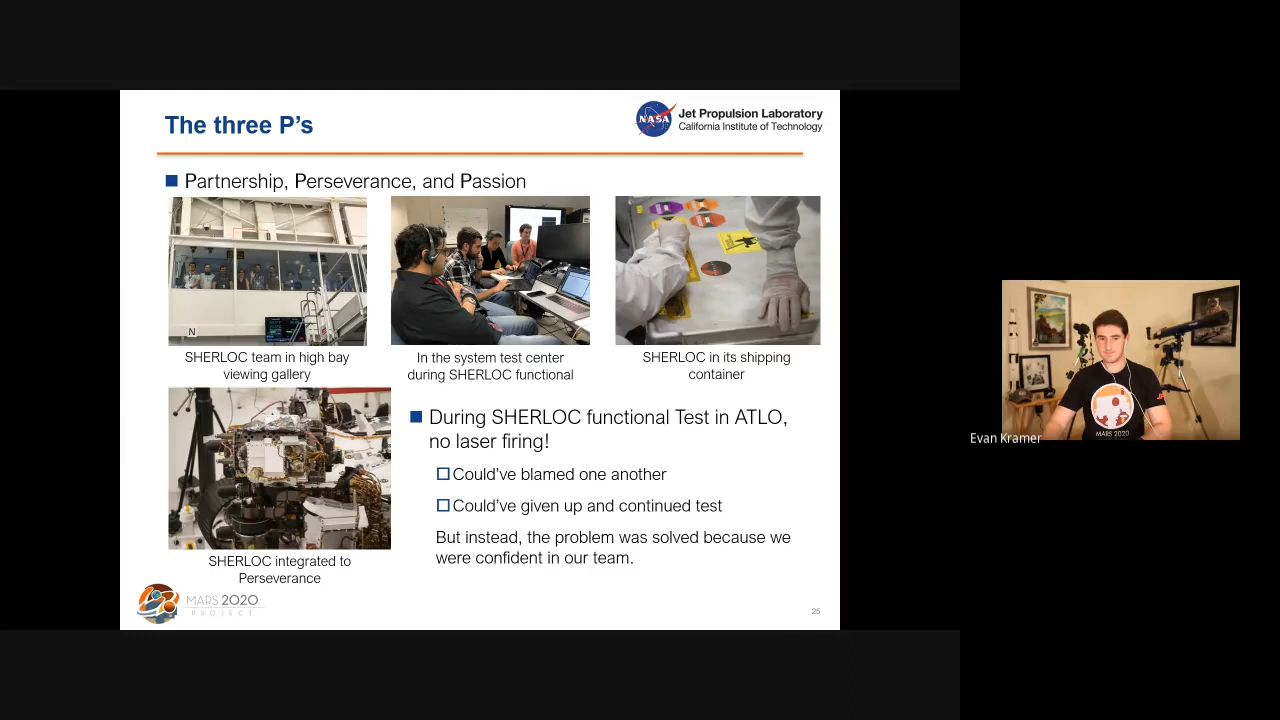 The three P's
NASA
Jet Propulsion Laboratory
California Institute of Technology
Partnership, Perseverance, and Passion
N
SHERLOC team in high bay
viewing gallery
In the system test center
during SHERLOC functional
SHERLOC in its shipping
container
During SHERLOC functional Test in ATLO,
no laser firing!
Could've blamed one another
Could've given up and continued test
But instead, the problem was solved because we
were confident in our team.
SHERLOC integrated to
Perseverance
MARS 2020
PROJECT
25
Evan Kramer
MARS 2020